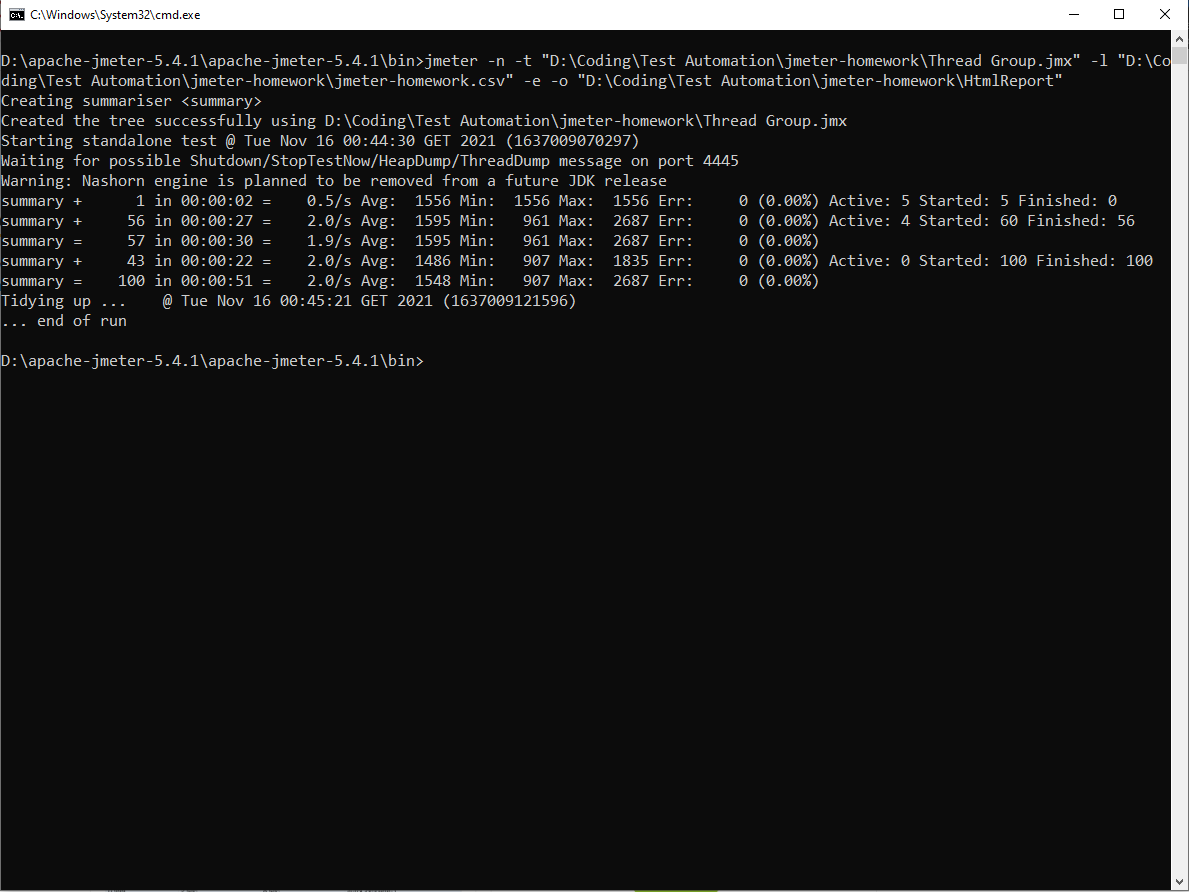 C:\Windows\System32\cmd.exe
D:\apache-jmeter-5.4.1\apache-jmeter-5.4.1\bin>jmeter -n -t "D:\Coding\Test Automation\jmeter-homework\Thread Group.jmx" -l "D:\Co
ding\Test Automation\jmeter-homework\jmeter-homework.csv" -e -o "D:\Coding\Test Automation\jmeter-homework\HtmlReport"
Creating summariser <summary>
Created the tree successfully using D:\Coding\Test Automation\jmeter-homework\Thread Group.jmx
Starting standalone test @ Tue Nov 16 00:44:30 GET 2021 (1637009070297)
Waiting for possible Shutdown/StopTestNow/HeapDump/ThreadDump message on port 4445
Warning: Nashorn engine is planned to be removed from a future JDK release
summary +      1 in 00:00:02 =    0.5/s Avg:  1556 Min:  1556 Max:  1556 Err:     0 (0.00%) Active: 5 Started: 5 Finished: 0
summary +     56 in 00:00:27 =    2.0/s Avg:  1595 Min:   961 Max:  2687 Err:     0 (0.00%) Active: 4 Started: 60 Finished: 56
summary =     57 in 00:00:30 =    1.9/s Avg:  1595 Min:   961 Max:  2687 Err:     0 (0.00%)
summary +     43 in 00:00:22 =    2.0/s Avg:  1486 Min:   907 Max:  1835 Err:     0 (0.00%) Active: 0 Started: 100 Finished: 100
summary =    100 in 00:00:51 =    2.0/s Avg:  1548 Min:   907 Max:  2687 Err:     0 (0.00%)
Tidying up ...    @ Tue Nov 16 00:45:21 GET 2021 (1637009121596)
... end of run
D:\apache-jmeter-5.4.1\apache-jmeter-5.4.1\bin>